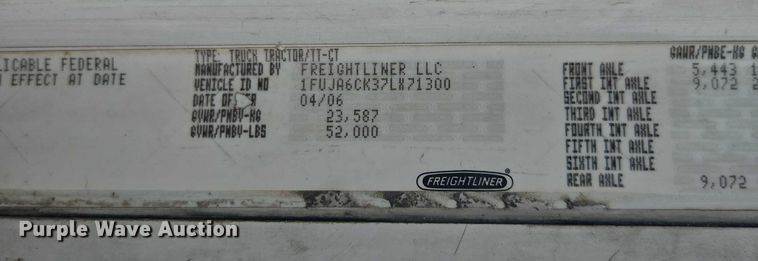 LICABLE FEDERAL
EFFECT AT DATE
TYPE: TRUCK TRACTOR/TT-CT
MANUFACTURED BY FREIGHTLINER LLC
VEHICLE ID NO 1FUJA6CK37LX71300
DATE OF 04/06
GVWR/PNBV-KG 23,587
GVWR/PNBV-LBS 52,000
FREIGHTLINER
GAWR/PNBE-KG
FRONT AXLE 5,443
FIRST INT AXLE 9,072
SECOND INT AXLE
THIRD INT AXLE
FOURTH INT AXLE
FIFTH INT AXLE
SIXTH INT AXLE
REAR AXLE 9,072
Purple Wave Auction